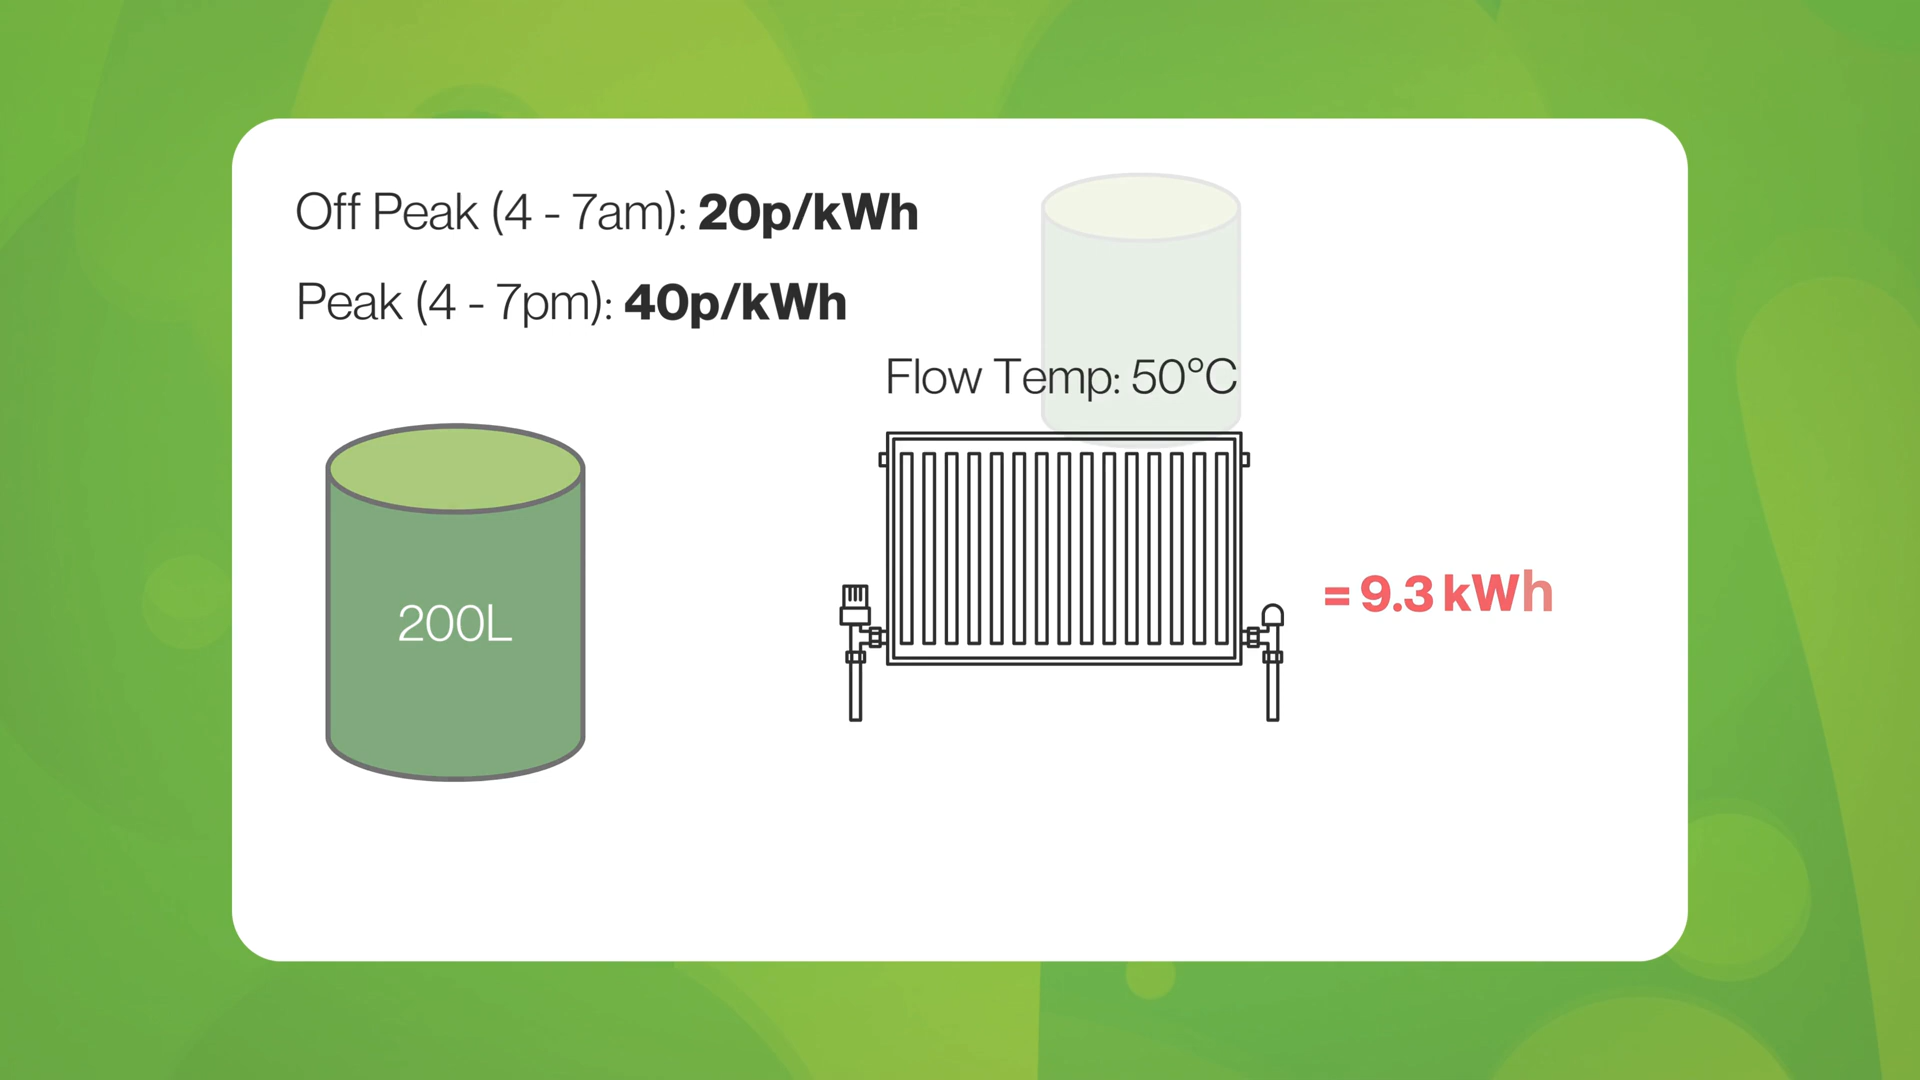 Off Peak (4 - 7am): 20p/kWh
Peak (4 - 7pm): 40p/kWh
Flow Temp: 50°C
200L
= 9.3 kWh